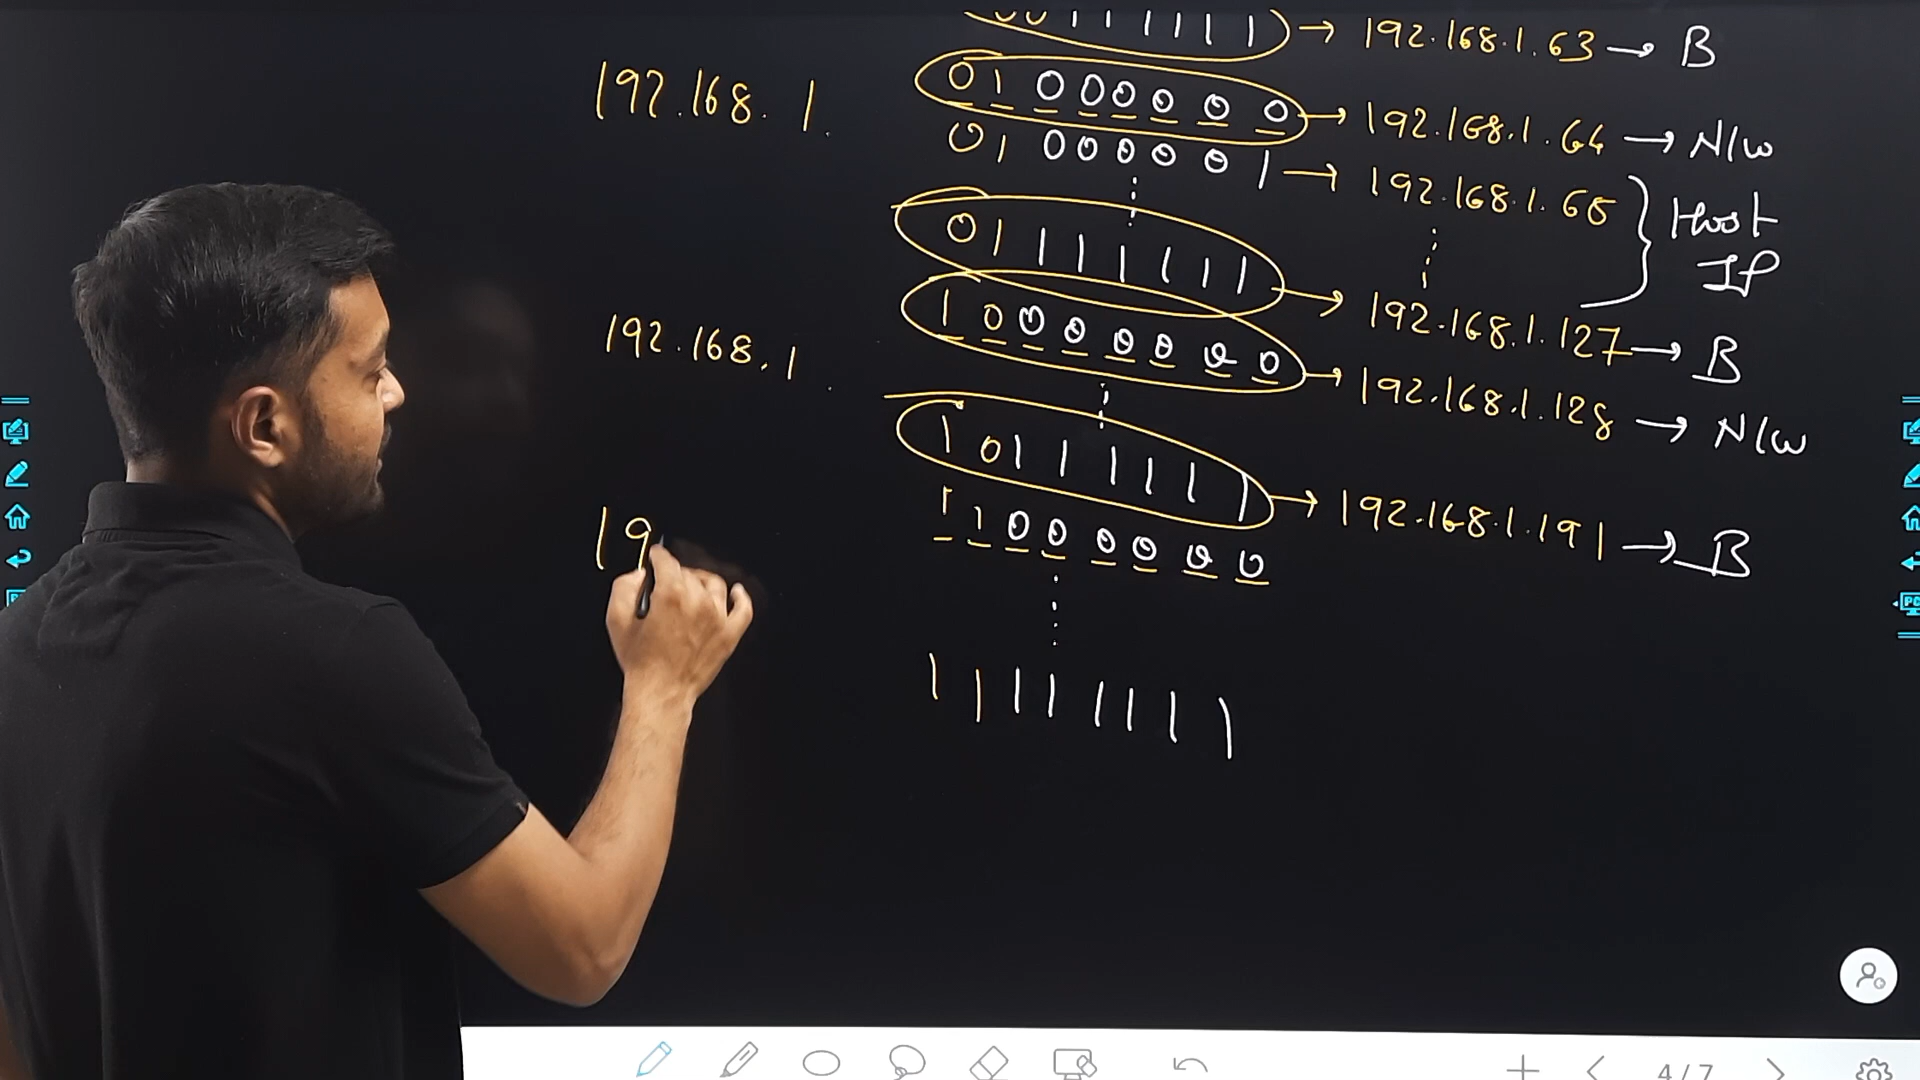 00111111 → 192.168.1.63 → B
192.168.1. 01000000 → 192.168.1.64 → N/W
01000001 → 192.168.1.65 } Host IP
01111111 → 192.168.1.127 → B
192.168.1. 10000000 → 192.168.1.128 → N/W
10111111 → 192.168.1.191 → B
19 11000000
11111111
4/7